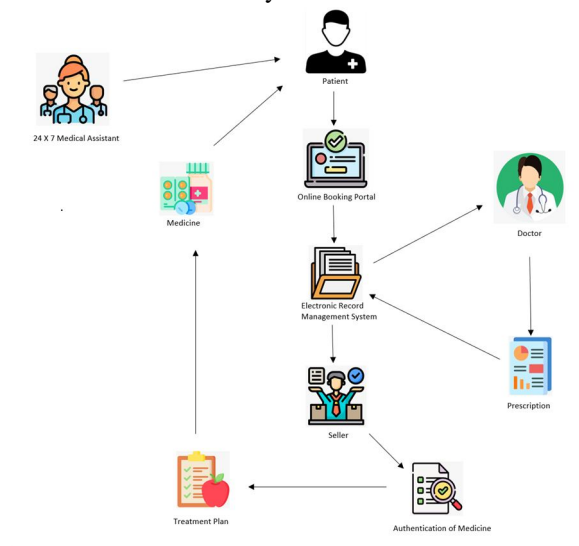 Patient
24 X 7 Medical Assistant
Online Booking Portal
Medicine
Doctor
Electronic Record
Management System
Prescription
Seller
Treatment Plan
Authentication of Medicine